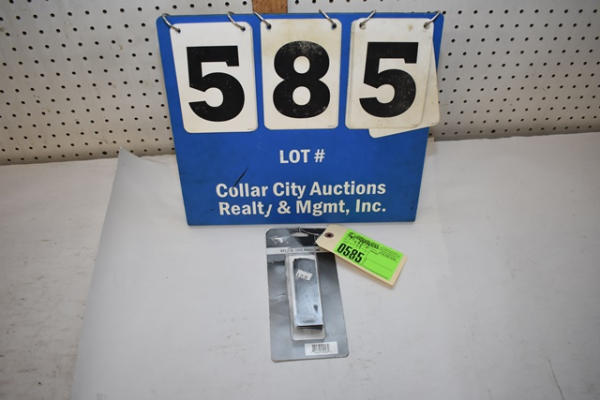 585
LOT #
Collar City Auctions
Realty & Mgmt, Inc.
0585